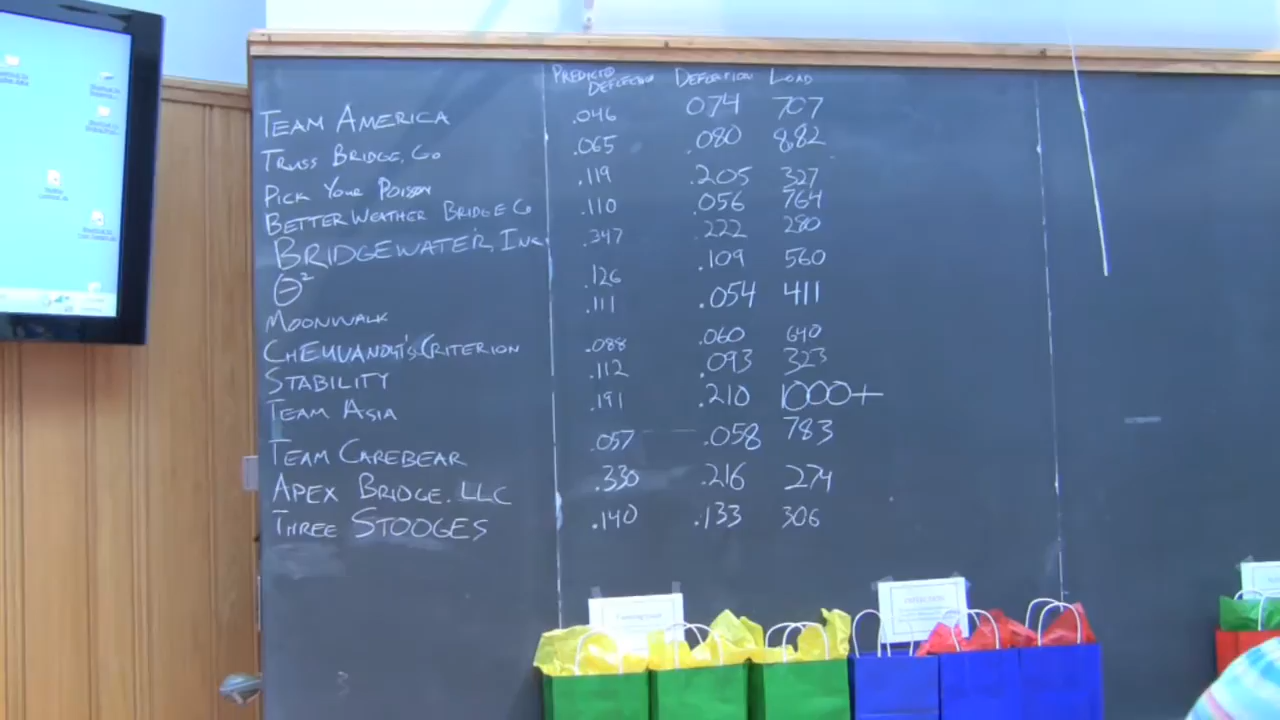 PREDICTED DEFLECTION DEFLECTION LOAD
TEAM AMERICA .046 .074 707
TRUSS BRIDGE, CO .065 .080 882
PICK YOUR POISON .119 .205 327
BETTER WEATHER BRIDGE CO .110 .056 764
BRIDGEWATER, INC .347 .222 280
Θ² .126 .109 560
MOONWALK .111 .054 411
CRITERION .088 .060 640
STABILITY .112 .093 323
TEAM ASIA .191 .210 1000+
TEAM CAREBEAR .057 .058 783
APEX BRIDGE, LLC .330 .216 274
THREE STOOGES .140 .133 306